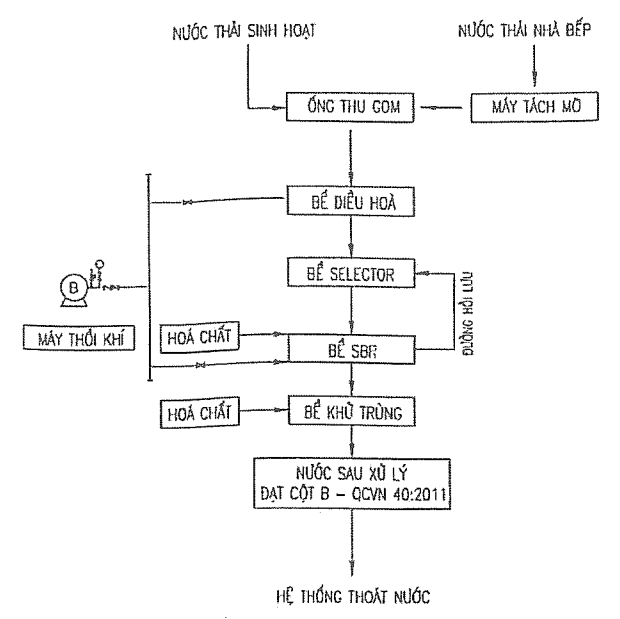 NƯỚC THẢI SINH HOẠT
NƯỚC THẢI NHÀ BẾP
ỐNG THU GOM
MÁY TÁCH MỠ
BỂ ĐIỀU HOÀ
B
BỂ SELECTOR
ĐƯỜNG HỒI LƯU
MÁY THỔI KHÍ
HOÁ CHẤT
BỂ SBR
HOÁ CHẤT
BỂ KHỬ TRÙNG
NƯỚC SAU XỬ LÝ
ĐẠT CỘT B – QCVN 40:2011
HỆ THỐNG THOÁT NƯỚC